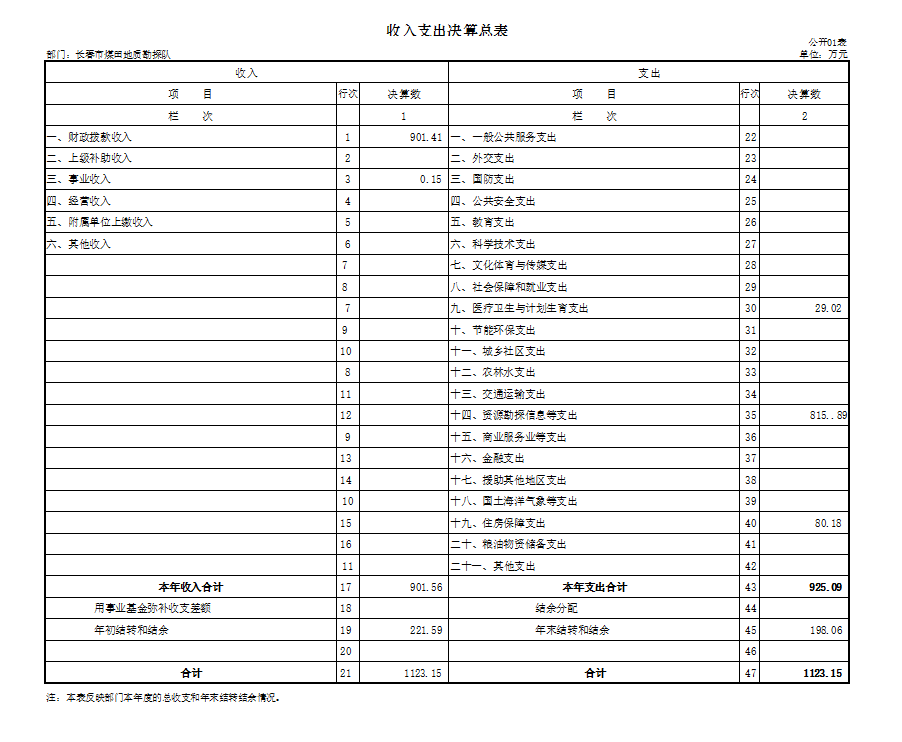 收入支出决算总表
公开01表
部门：长春市煤田地质勘探队 单位：万元
收入 支出
项 目 行次 决算数 项 目 行次 决算数
栏 次 1 栏 次 2
一、财政拨款收入 1 901.41 一、一般公共服务支出 22
二、上级补助收入 2 二、外交支出 23
三、事业收入 3 0.15 三、国防支出 24
四、经营收入 4 四、公共安全支出 25
五、附属单位上缴收入 5 五、教育支出 26
六、其他收入 6 六、科学技术支出 27
7 七、文化体育与传媒支出 28
8 八、社会保障和就业支出 29
7 九、医疗卫生与计划生育支出 30 29.02
9 十、节能环保支出 31
10 十一、城乡社区支出 32
8 十二、农林水支出 33
11 十三、交通运输支出 34
12 十四、资源勘探信息等支出 35 815..89
9 十五、商业服务业等支出 36
13 十六、金融支出 37
14 十七、援助其他地区支出 38
10 十八、国土海洋气象等支出 39
15 十九、住房保障支出 40 80.18
16 二十、粮油物资储备支出 41
11 二十一、其他支出 42
本年收入合计 17 901.56 本年支出合计 43 925.09
用事业基金弥补收支差额 18 结余分配 44
年初结转和结余 19 221.59 年末结转和结余 45 198.06
20 46
合计 21 1123.15 合计 47 1123.15
注：本表反映部门本年度的总收支和年末结转结余情况。